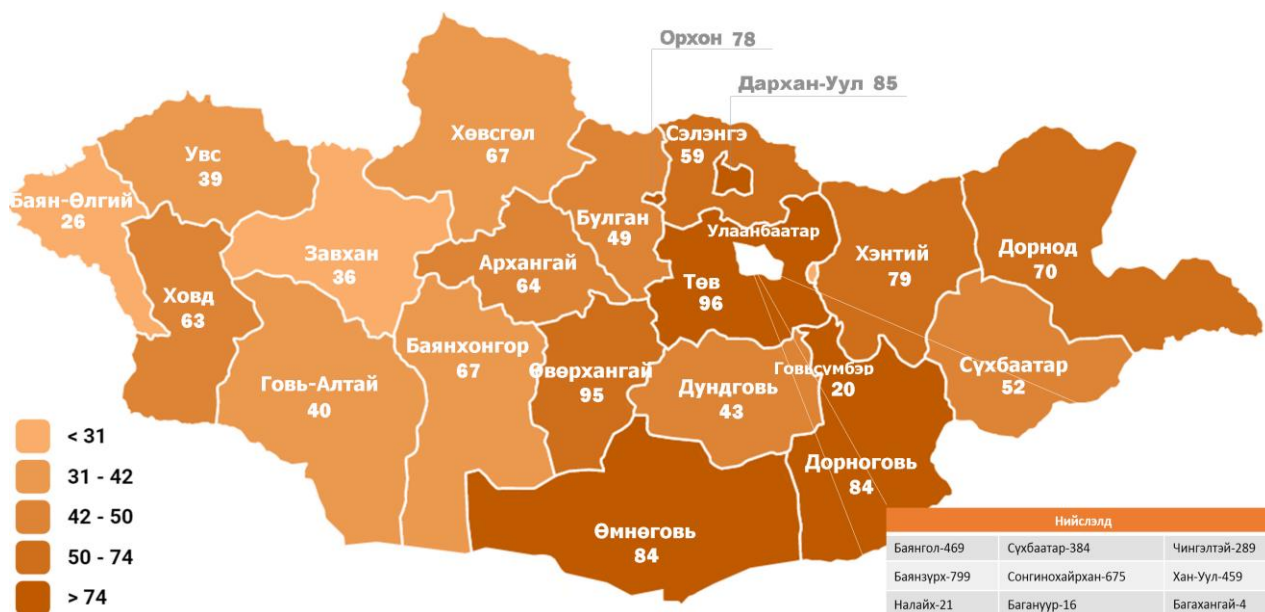 Орхон 78
Дархан-Уул 85
Хөвсгөл
67
Сэлэнгэ
59
Увс
39
Баян-Өлгий
26
Булган
49
Улаанбаатар
Завхан
36
Архангай
64
Хэнтий
79
Дорнод
70
Ховд
63
Төв
96
Баянхонгор
67
Говь-Алтай
40
Өвөрхангай
95
Дундговь
43
Говьсүмбэр
20
Сүхбаатар
52
Дорноговь
84
Өмнөговь
84
< 31
31 - 42
42 - 50
50 - 74
> 74
Нийслэлд
Баянгол-469 Сүхбаатар-384 Чингэлтэй-289
Баянзүрх-799 Сонгинохайрхан-675 Хан-Уул-459
Налайх-21 Багануур-16 Багахангай-4